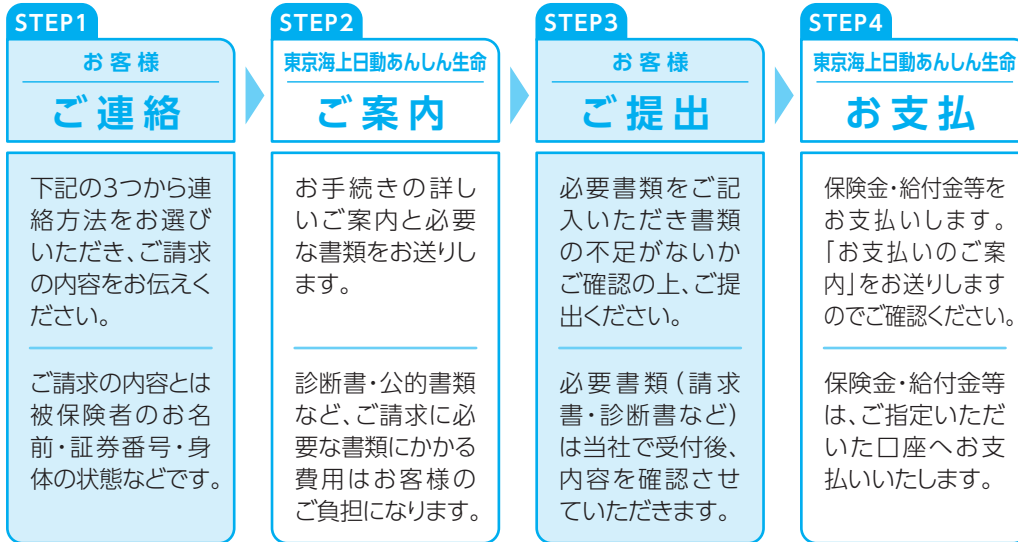 STEP1
お客様
ご連絡
下記の3つから連
絡方法をお選び
いただき、ご請求
の内容をお伝えく
ださい。
ご請求の内容とは
被保険者のお名
前・証券番号・身
体の状態などです。
STEP2
東京海上日動あんしん生命
ご案内
お手続きの詳し
いご案内と必要
な書類をお送りし
ます。
診断書・公的書類
など、ご請求に必
要な書類にかかる
費用はお客様の
ご負担になります。
STEP3
お客様
ご提出
必要書類をご記
入いただき書類
の不足がないか
ご確認の上、ご提
出ください。
必要書類（請求
書・診断書など）
は当社で受付後、
内容を確認させ
ていただきます。
STEP4
東京海上日動あんしん生命
お支払
保険金・給付金等を
お支払いします。
「お支払いのご案
内」をお送りします
のでご確認ください。
保険金・給付金等
は、ご指定いただ
いた口座へお支
払いいたします。